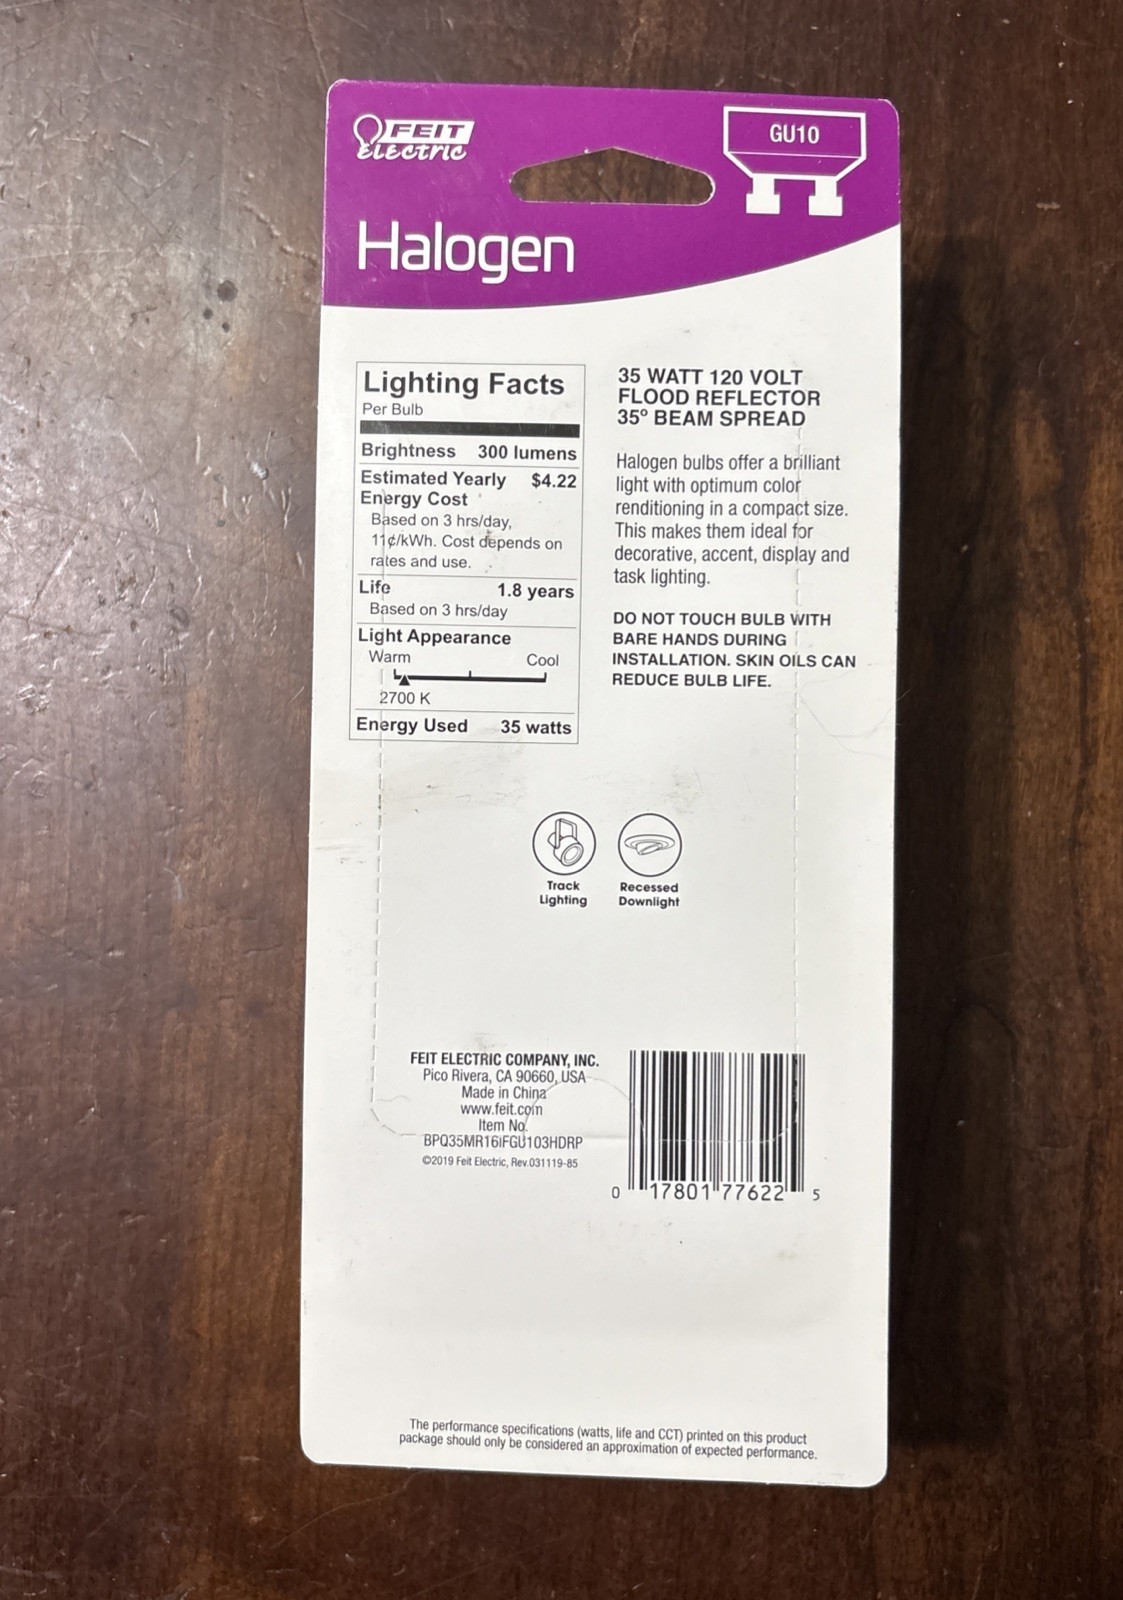 FEIT
Electric
GU10
Halogen
Lighting Facts
Per Bulb
Brightness 300 lumens
Estimated Yearly $4.22
Energy Cost
Based on 3 hrs/day,
11¢/kWh. Cost depends on
rates and use.
Life 1.8 years
Based on 3 hrs/day
Light Appearance
Warm Cool
2700 K
Energy Used 35 watts
35 WATT 120 VOLT
FLOOD REFLECTOR
35° BEAM SPREAD
Halogen bulbs offer a brilliant
light with optimum color
renditioning in a compact size.
This makes them ideal for
decorative, accent, display and
task lighting.
DO NOT TOUCH BULB WITH
BARE HANDS DURING
INSTALLATION. SKIN OILS CAN
REDUCE BULB LIFE.
Track
Lighting
Recessed
Downlight
FEIT ELECTRIC COMPANY, INC.
Pico Rivera, CA 90660, USA
Made in China
www.feit.com
Item No.
BPQ35MR16/FGU103HDRP
©2019 Feit Electric, Rev.031119-85
0 17801 77622 5
The performance specifications (watts, life and CCT) printed on this product
package should only be considered an approximation of expected performance.